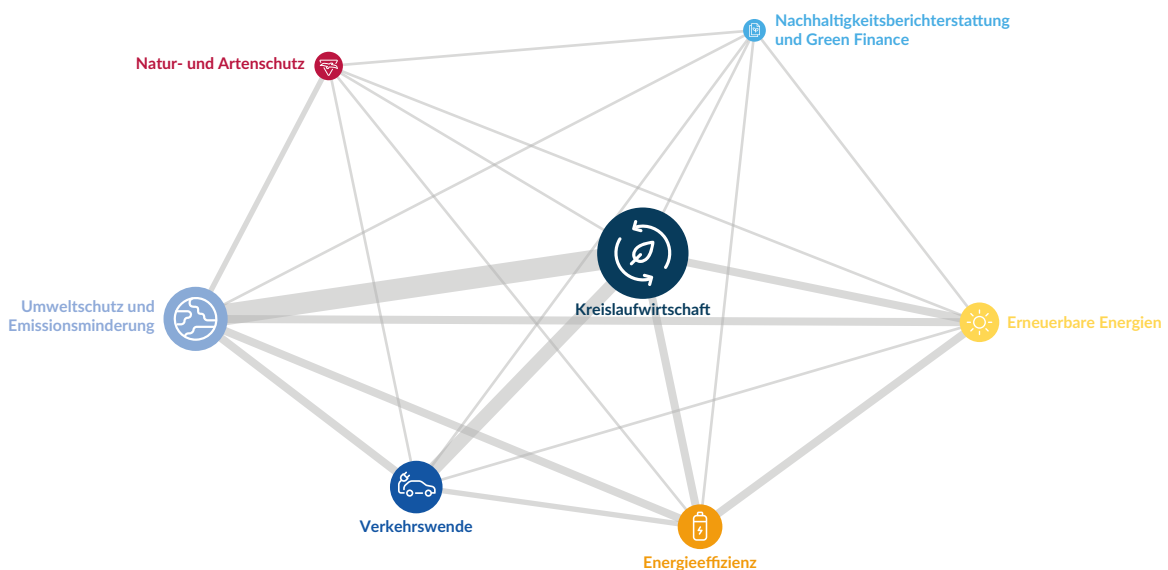 Nachhaltigkeitsberichterstattung
und Green Finance
Natur- und Artenschutz
Umweltschutz und
Emissionsminderung
Kreislaufwirtschaft
Erneuerbare Energien
Verkehrswende
Energieeffizienz